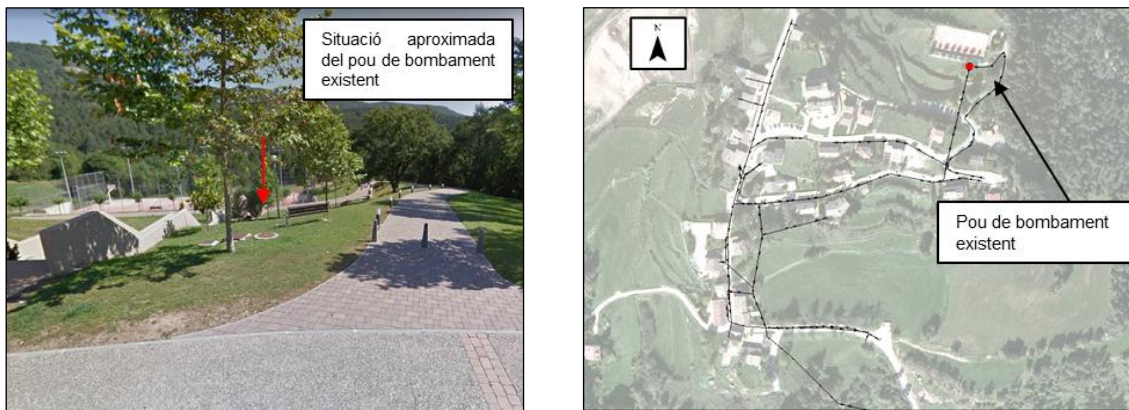 Situació aproximada
del pou de bombament
existent
N
Pou de bombament
existent